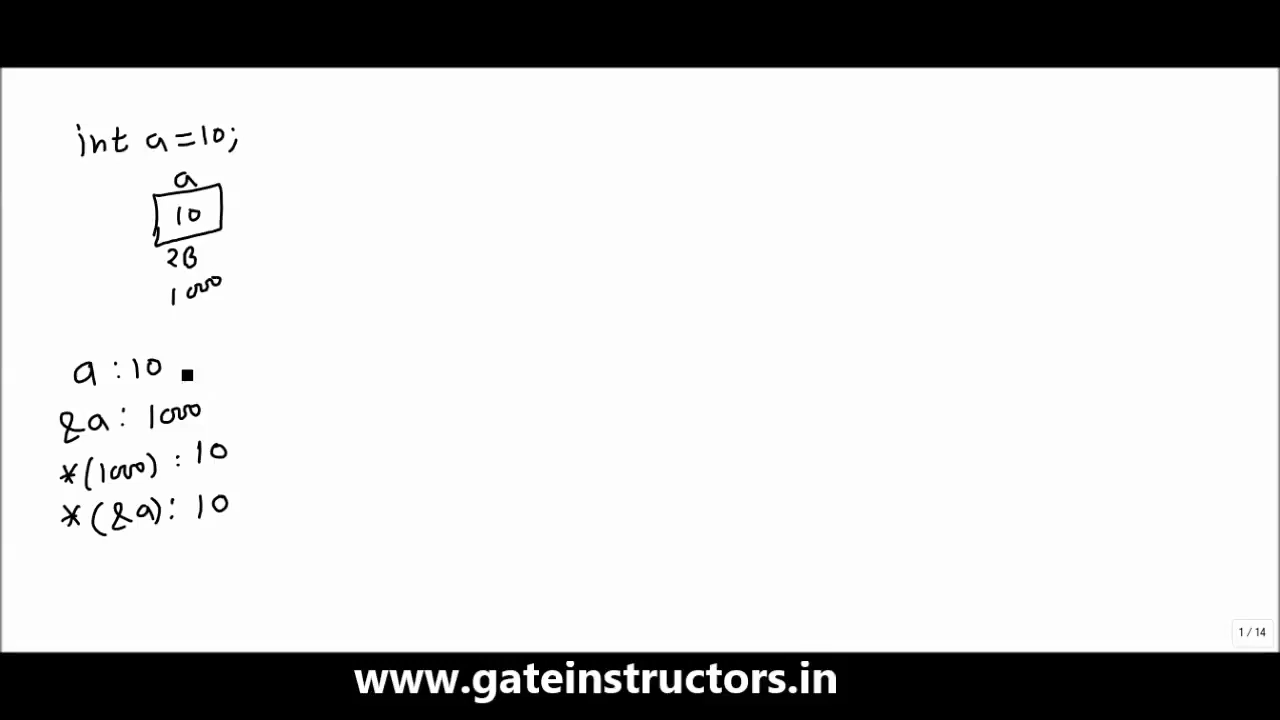 int a=10;
a
10
2B
1000
a : 10
&a : 1000
*(1000) : 10
*(&a) : 10
1 / 14
www.gateinstructors.in